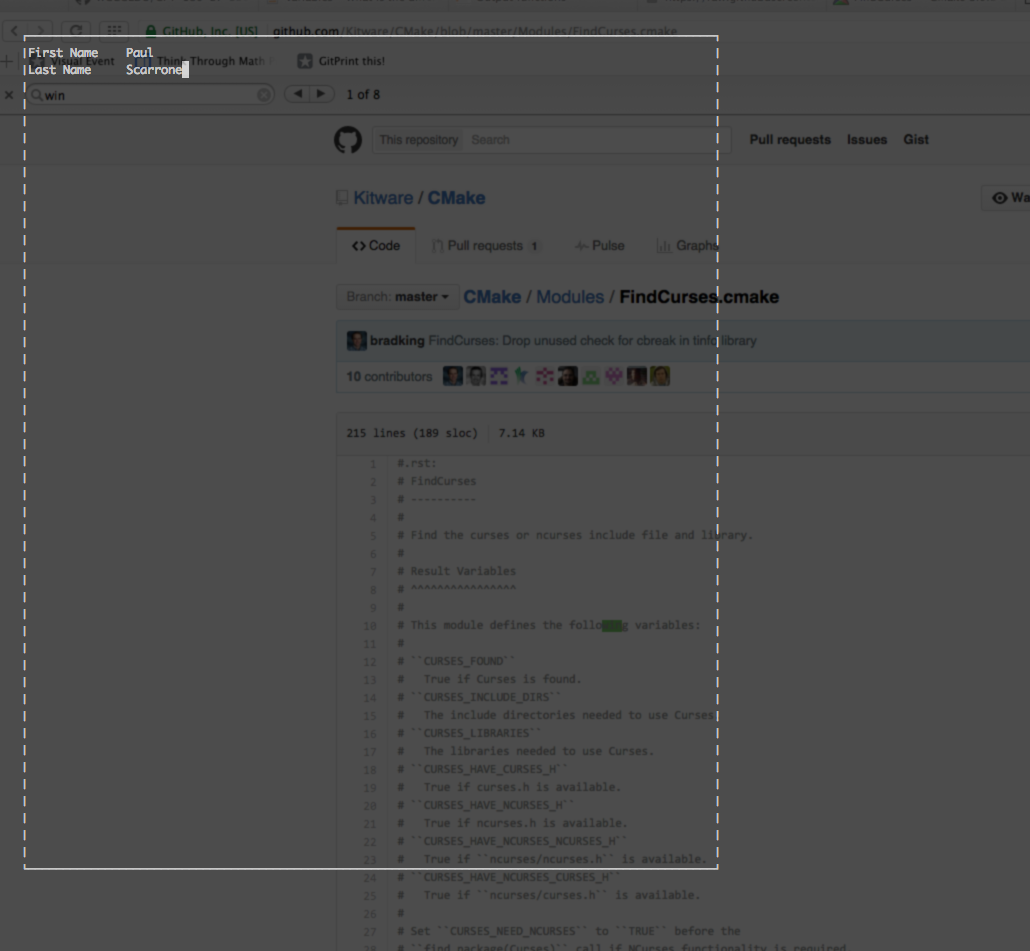 GitHub, Inc. [US] github.com/Kitware/CMake/blob/master/Modules/FindCurses.cmake
First Name Paul
Visual Event Think Through Math GitPrint this!
Last Name Scarrone
win 1 of 8
This repository Search Pull requests Issues Gist
Kitware / CMake
Code Pull requests 1 Pulse Graphs
Branch: master CMake / Modules / FindCurses.cmake
bradking FindCurses: Drop unused check for cbreak in tinfo library
10 contributors
215 lines (189 sloc) 7.14 KB
1 #.rst:
2 # FindCurses
3 # ----------
4 #
5 # Find the curses or ncurses include file and library.
6 #
7 # Result Variables
8 # ^^^^^^^^^^^^^^^^
9 #
10 # This module defines the following variables:
11 #
12 # ``CURSES_FOUND``
13 # True if Curses is found.
14 # ``CURSES_INCLUDE_DIRS``
15 # The include directories needed to use Curses
16 # ``CURSES_LIBRARIES``
17 # The libraries needed to use Curses.
18 # ``CURSES_HAVE_CURSES_H``
19 # True if curses.h is available.
20 # ``CURSES_HAVE_NCURSES_H``
21 # True if ncurses.h is available.
22 # ``CURSES_HAVE_NCURSES_NCURSES_H``
23 # True if ``ncurses/ncurses.h`` is available.
24 # ``CURSES_HAVE_NCURSES_CURSES_H``
25 # True if ``ncurses/curses.h`` is available.
26 #
27 # Set ``CURSES_NEED_NCURSES`` to ``TRUE`` before the
28 # ``find_package(Curses)`` call if NCurses functionality is required.